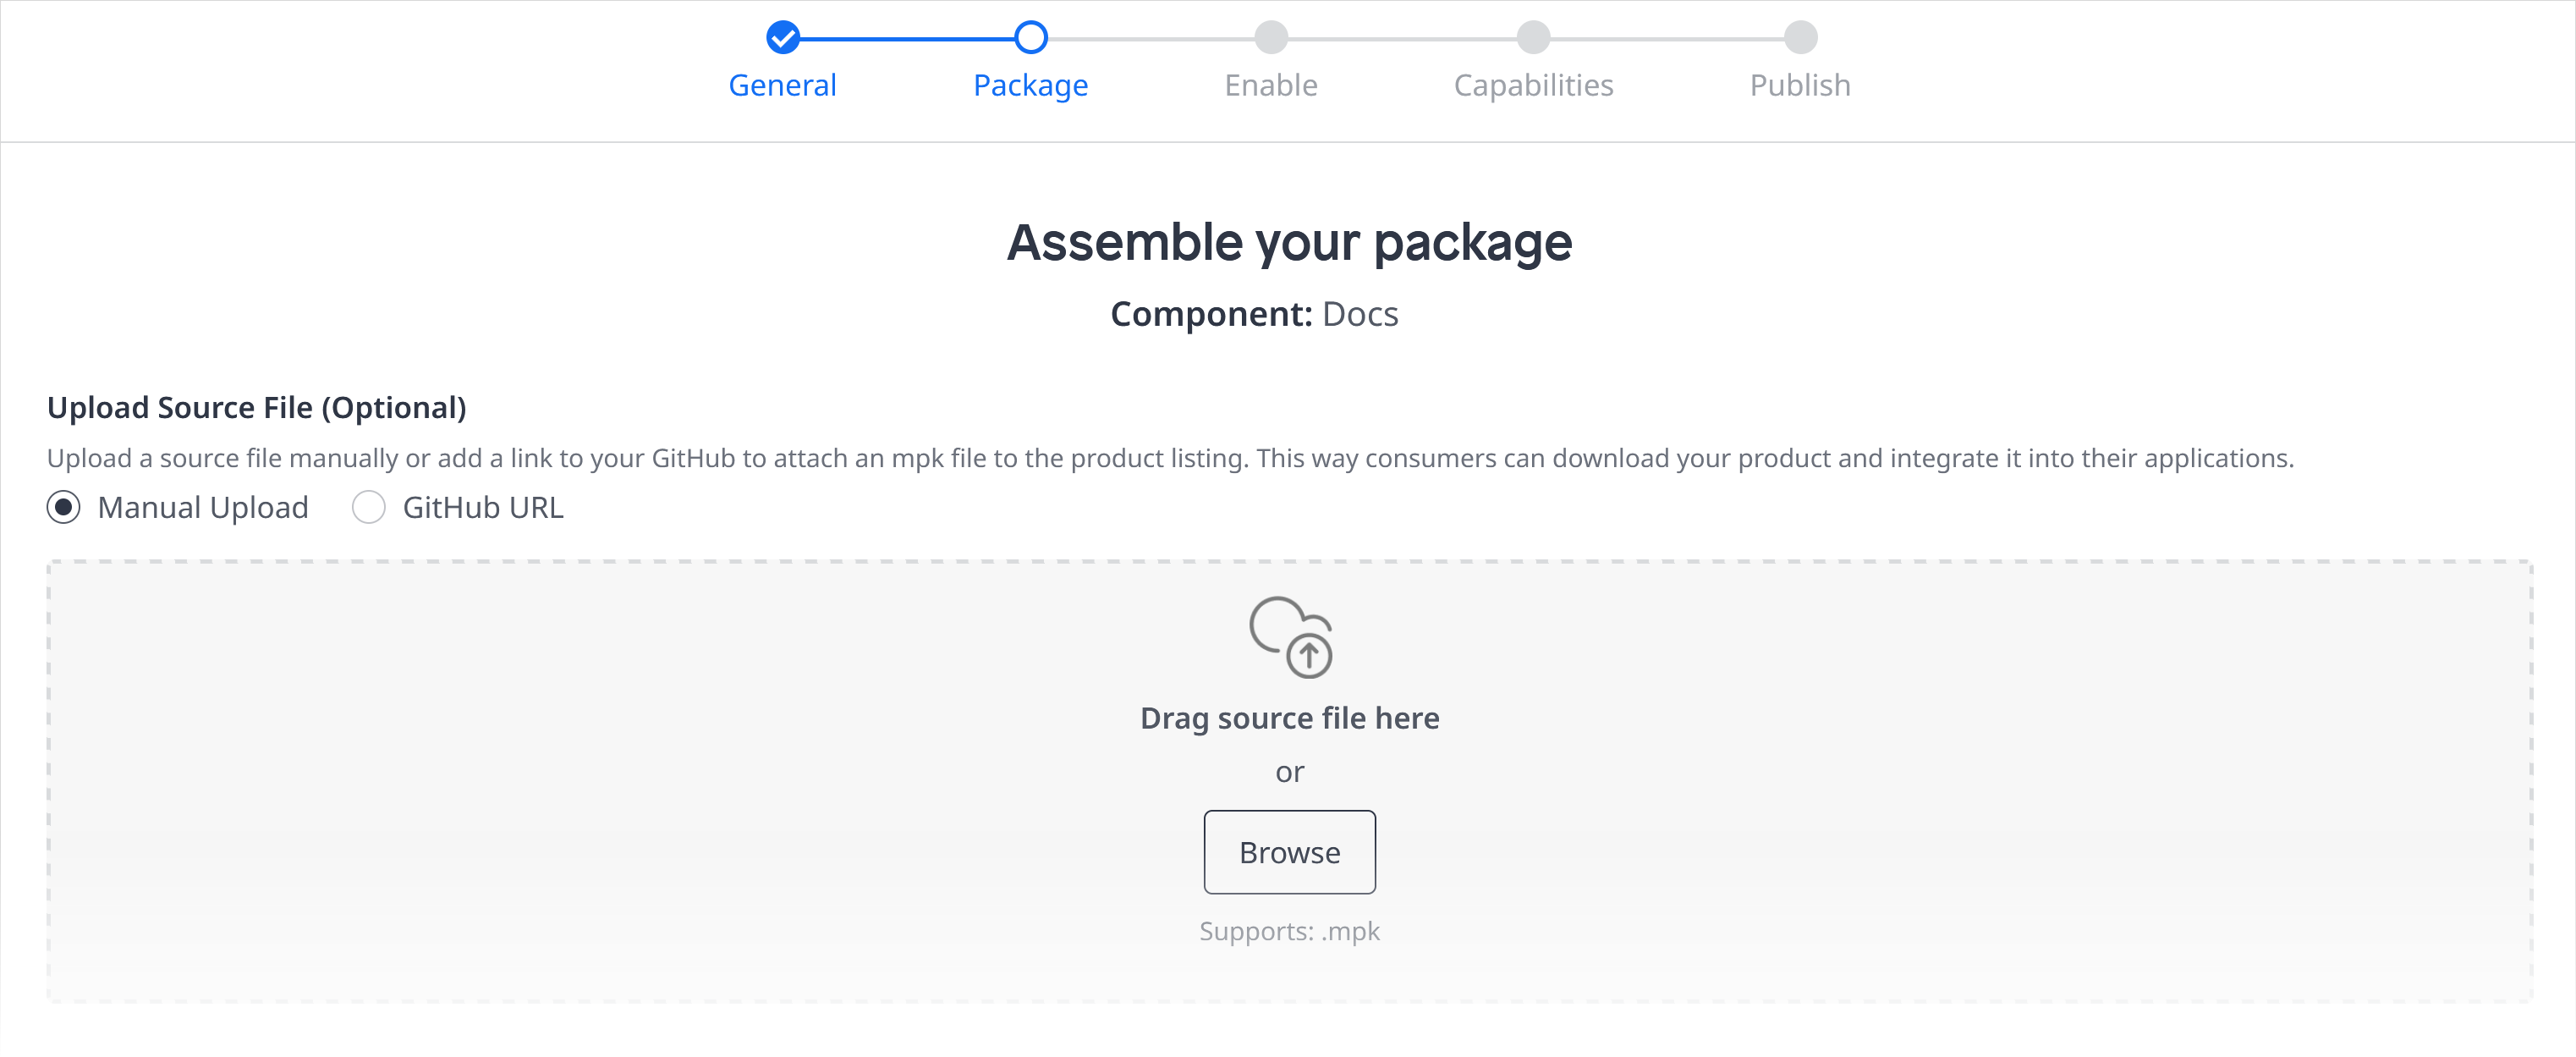 General
Package
Enable
Capabilities
Publish
Assemble your package
Component: Docs
Upload Source File (Optional)
Upload a source file manually or add a link to your GitHub to attach an mpk file to the product listing. This way consumers can download your product and integrate it into their applications.
Manual Upload
GitHub URL
Drag source file here
or
Browse
Supports: .mpk